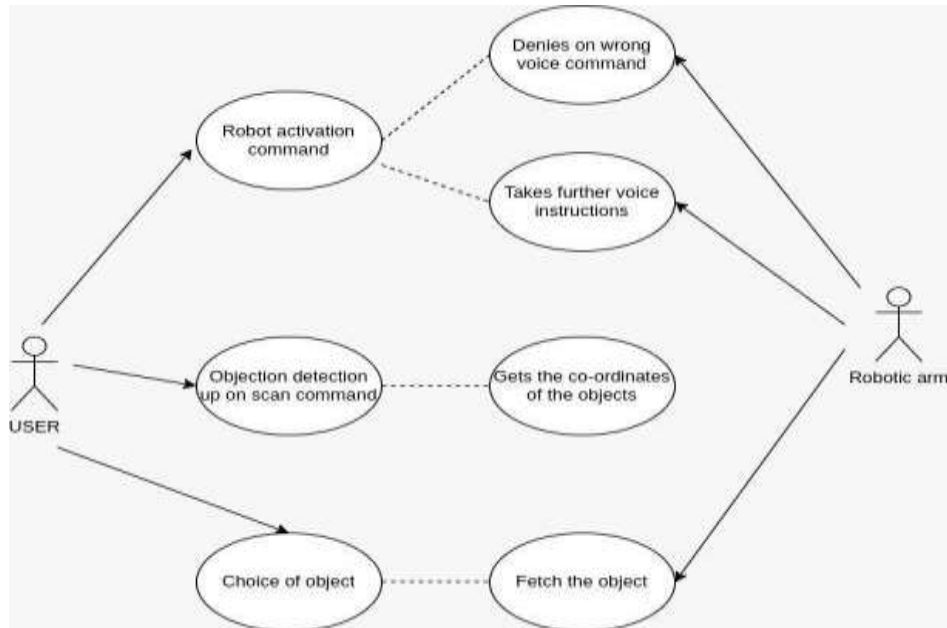 Denies on wrong
voice command
Robot activation
command
Takes further voice
instructions
Robotic arm
Objection detection
up on scan command
Gets the co-ordinates
of the objects
USER
Choice of object
Fetch the object